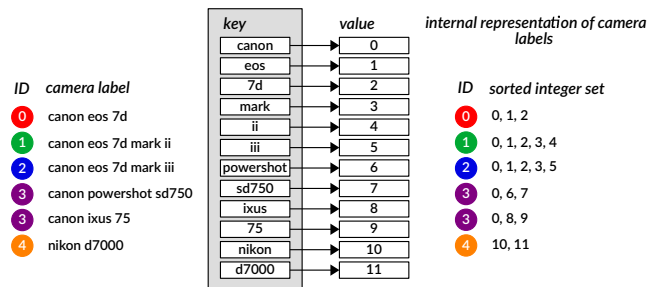 key value internal representation of camera
labels
canon 0
eos 1
ID camera label 7d 2 ID sorted integer set
mark 3
0 canon eos 7d 0 0, 1, 2
ii 4
1 canon eos 7d mark ii 1 0, 1, 2, 3, 4
iii 5
2 canon eos 7d mark iii 2 0, 1, 2, 3, 5
powershot 6
3 canon powershot sd750 3 0, 6, 7
sd750 7
3 canon ixus 75 3 0, 8, 9
ixus 8
75 9
4 nikon d7000 4 10, 11
nikon 10
d7000 11